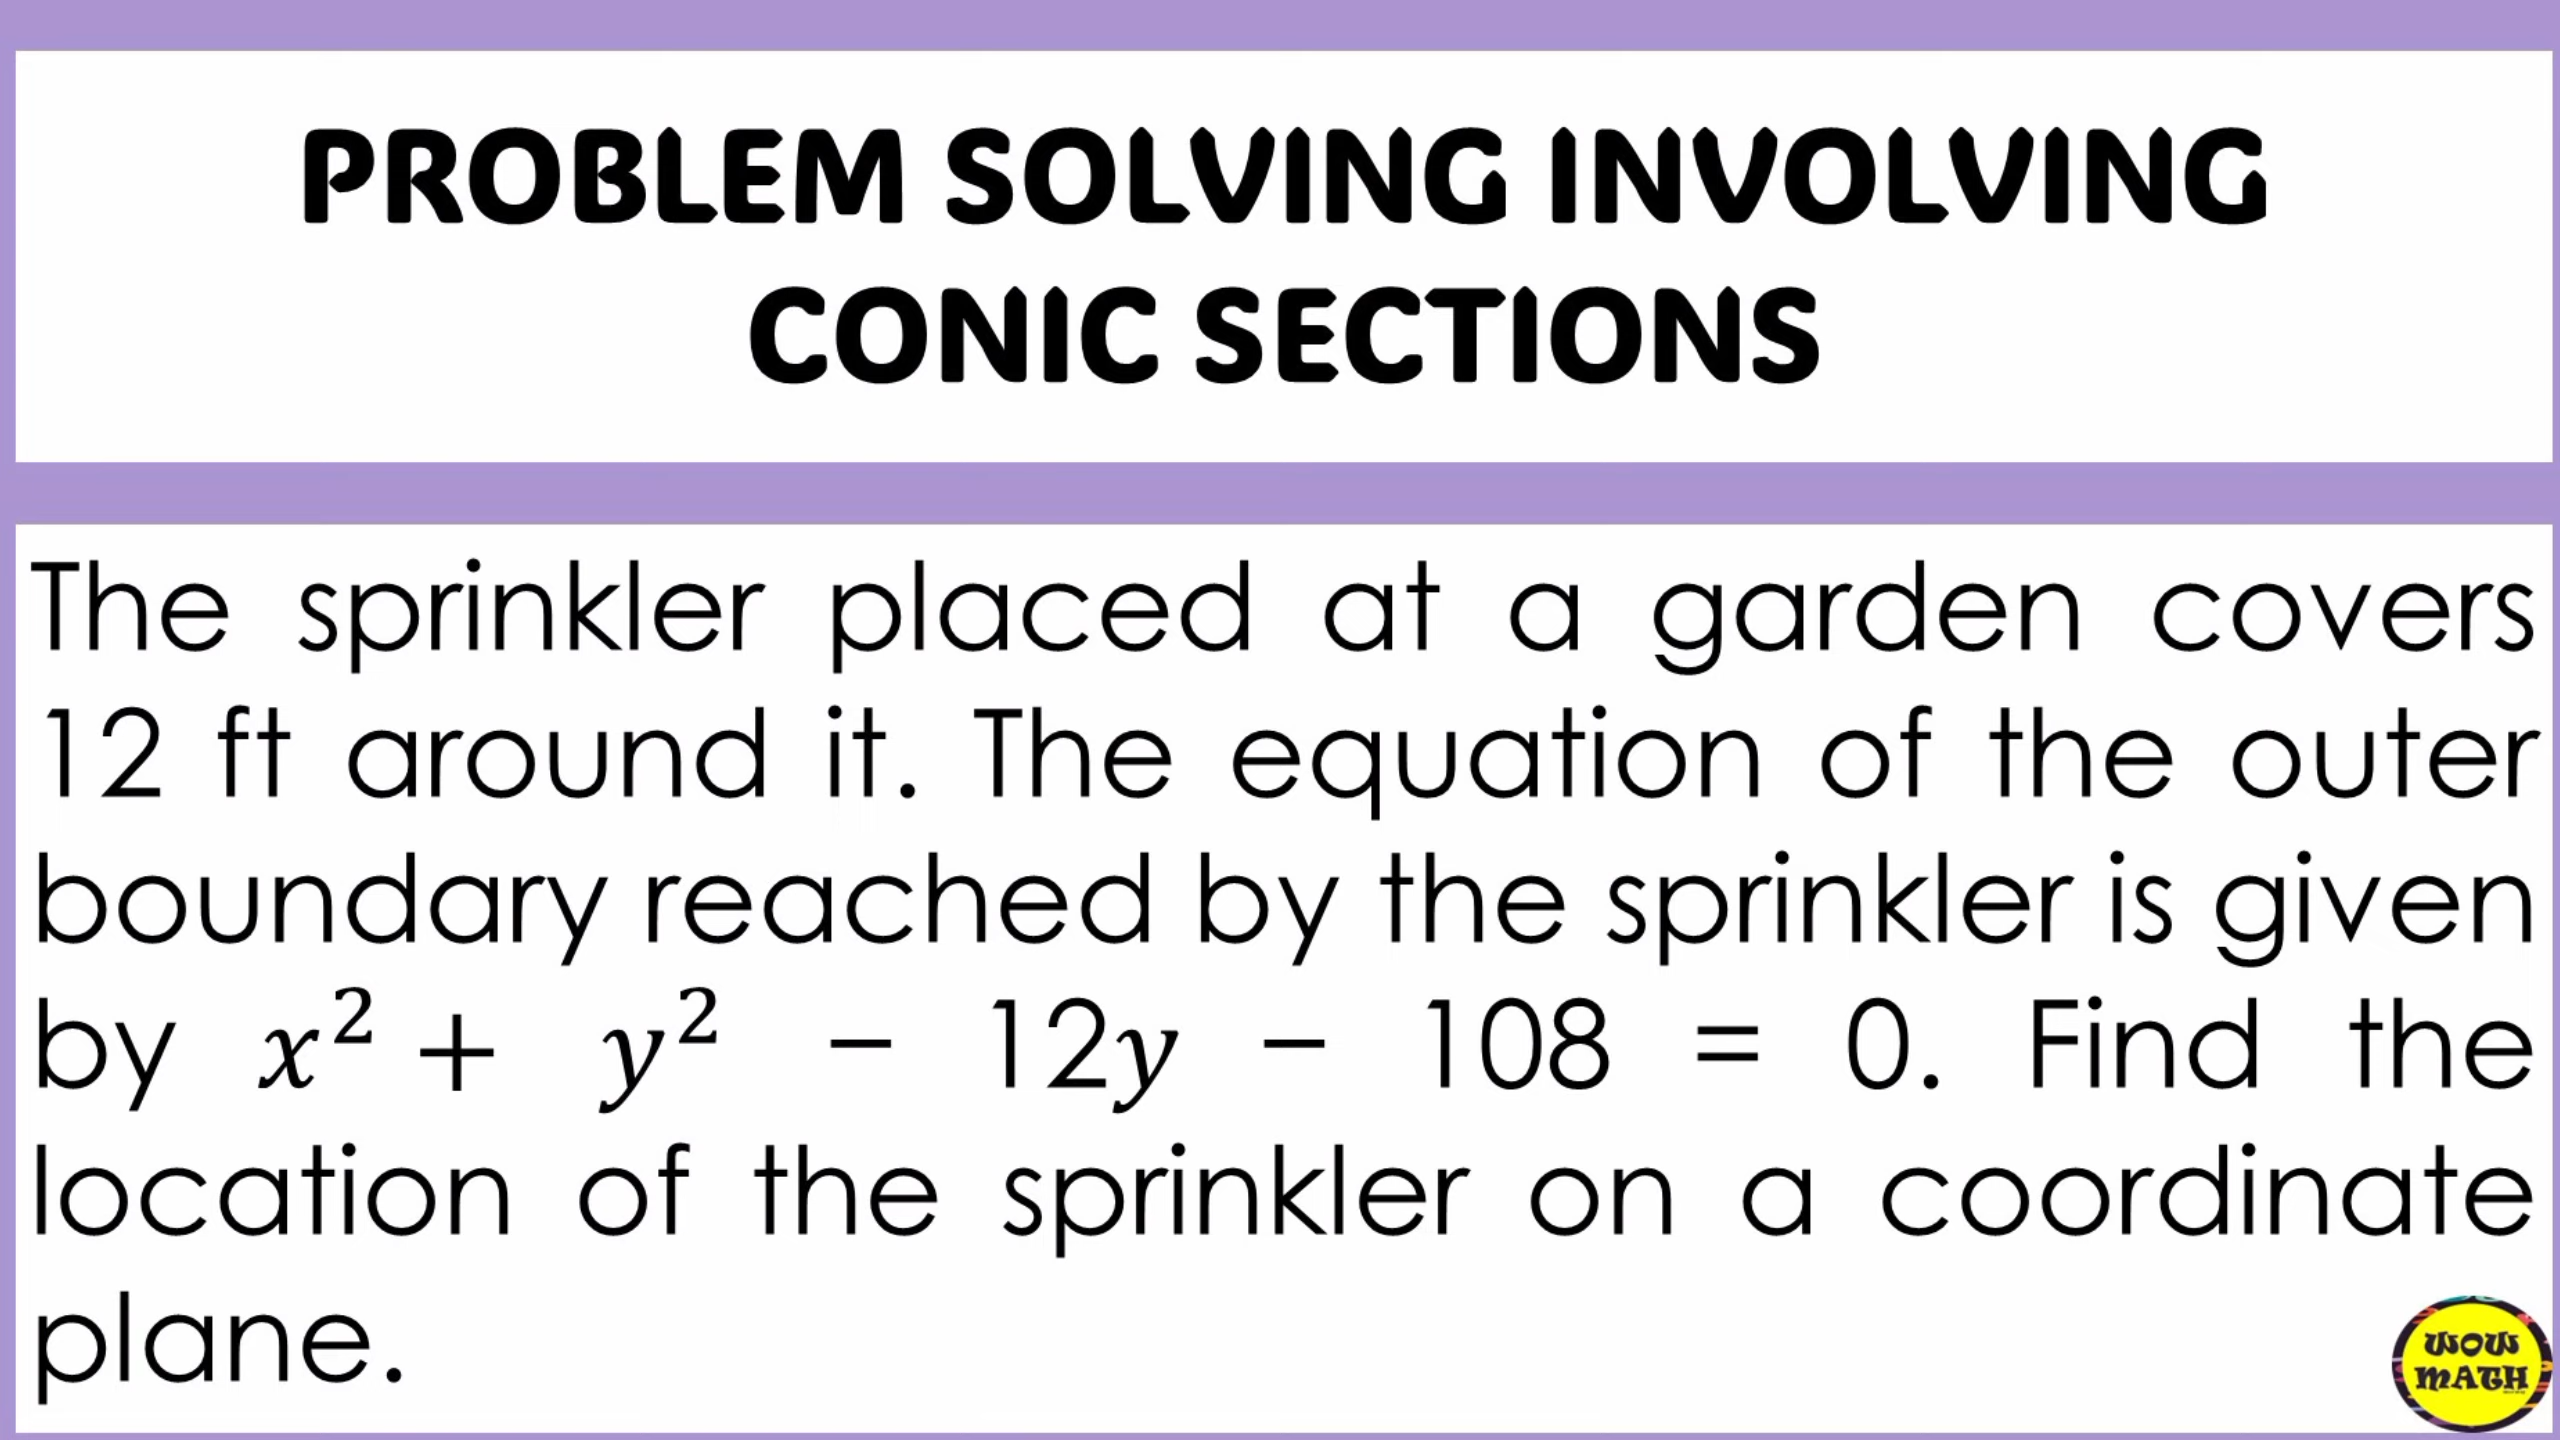 PROBLEM SOLVING INVOLVING
CONIC SECTIONS
The sprinkler placed at a garden covers
12 ft around it. The equation of the outer
boundary reached by the sprinkler is given
by x² + y² − 12y − 108 = 0. Find the
location of the sprinkler on a coordinate
plane.
WOW
MATH